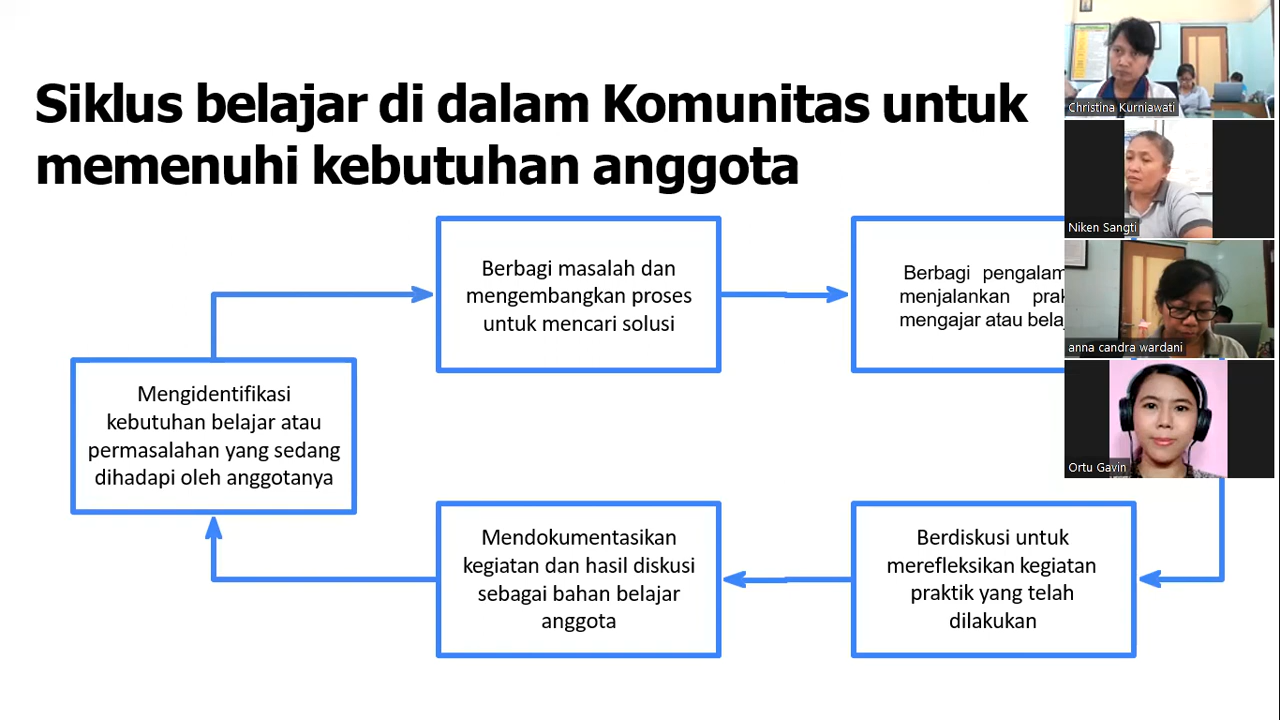 Siklus belajar di dalam Komunitas untuk
memenuhi kebutuhan anggota
Berbagi masalah dan
mengembangkan proses
untuk mencari solusi
Berbagi
menjalankan
mengajar atau
Mengidentifikasi
kebutuhan belajar atau
permasalahan yang sedang
dihadapi oleh anggotanya
Mendokumentasikan
kegiatan dan hasil diskusi
sebagai bahan belajar
anggota
Berdiskusi untuk
merefleksikan kegiatan
praktik yang telah
dilakukan
Christina Kurniawati
Niken Sangti
anna candra wardani
Ortu Gavin